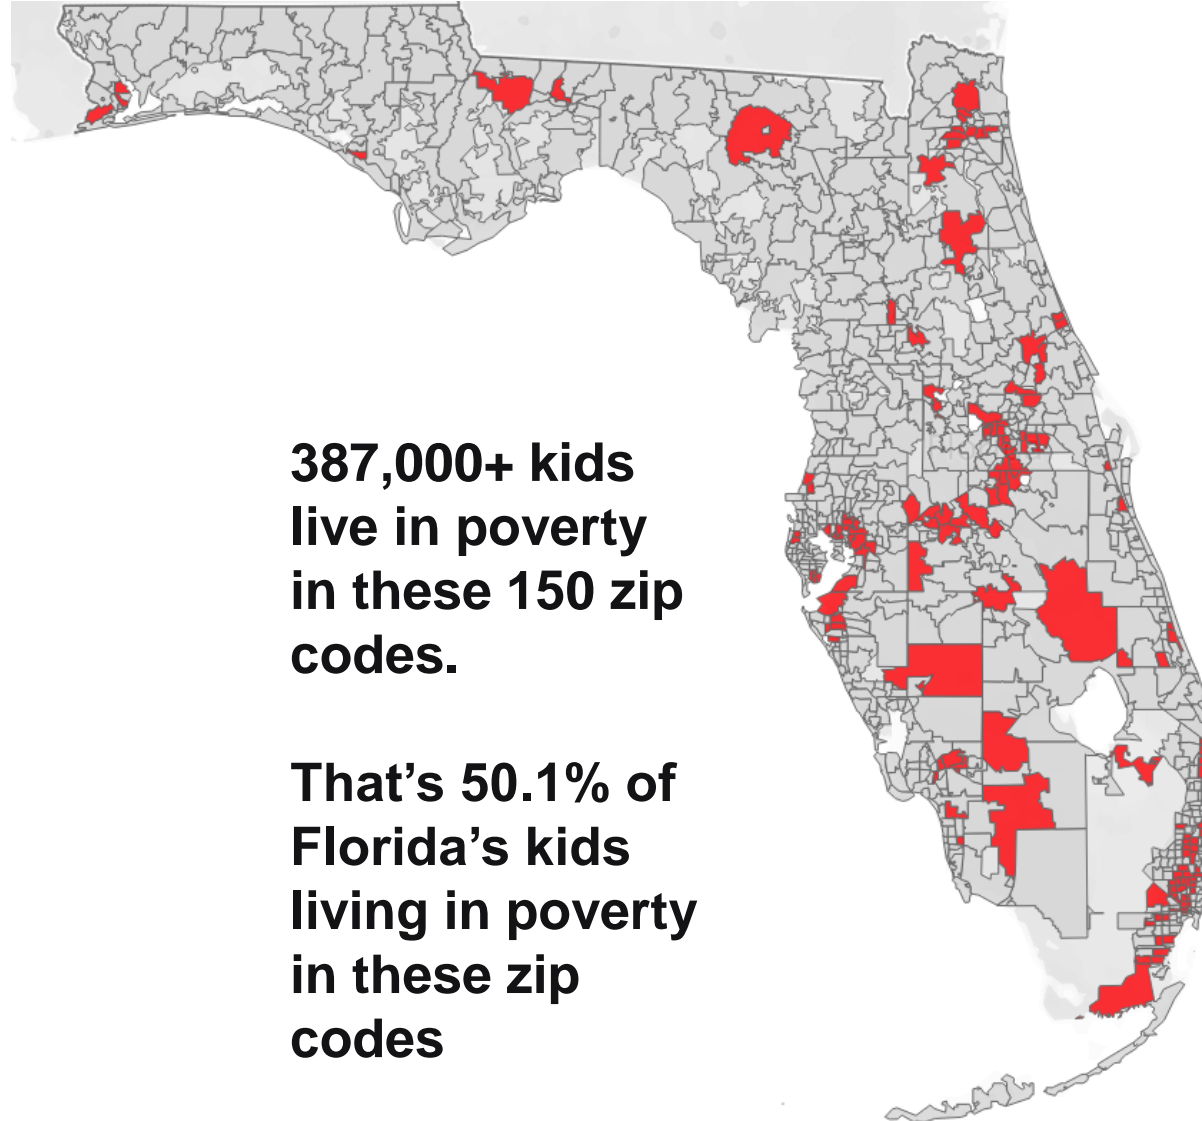 387,000+ kids
live in poverty
in these 150 zip
codes.
That’s 50.1% of
Florida’s kids
living in poverty
in these zip
codes